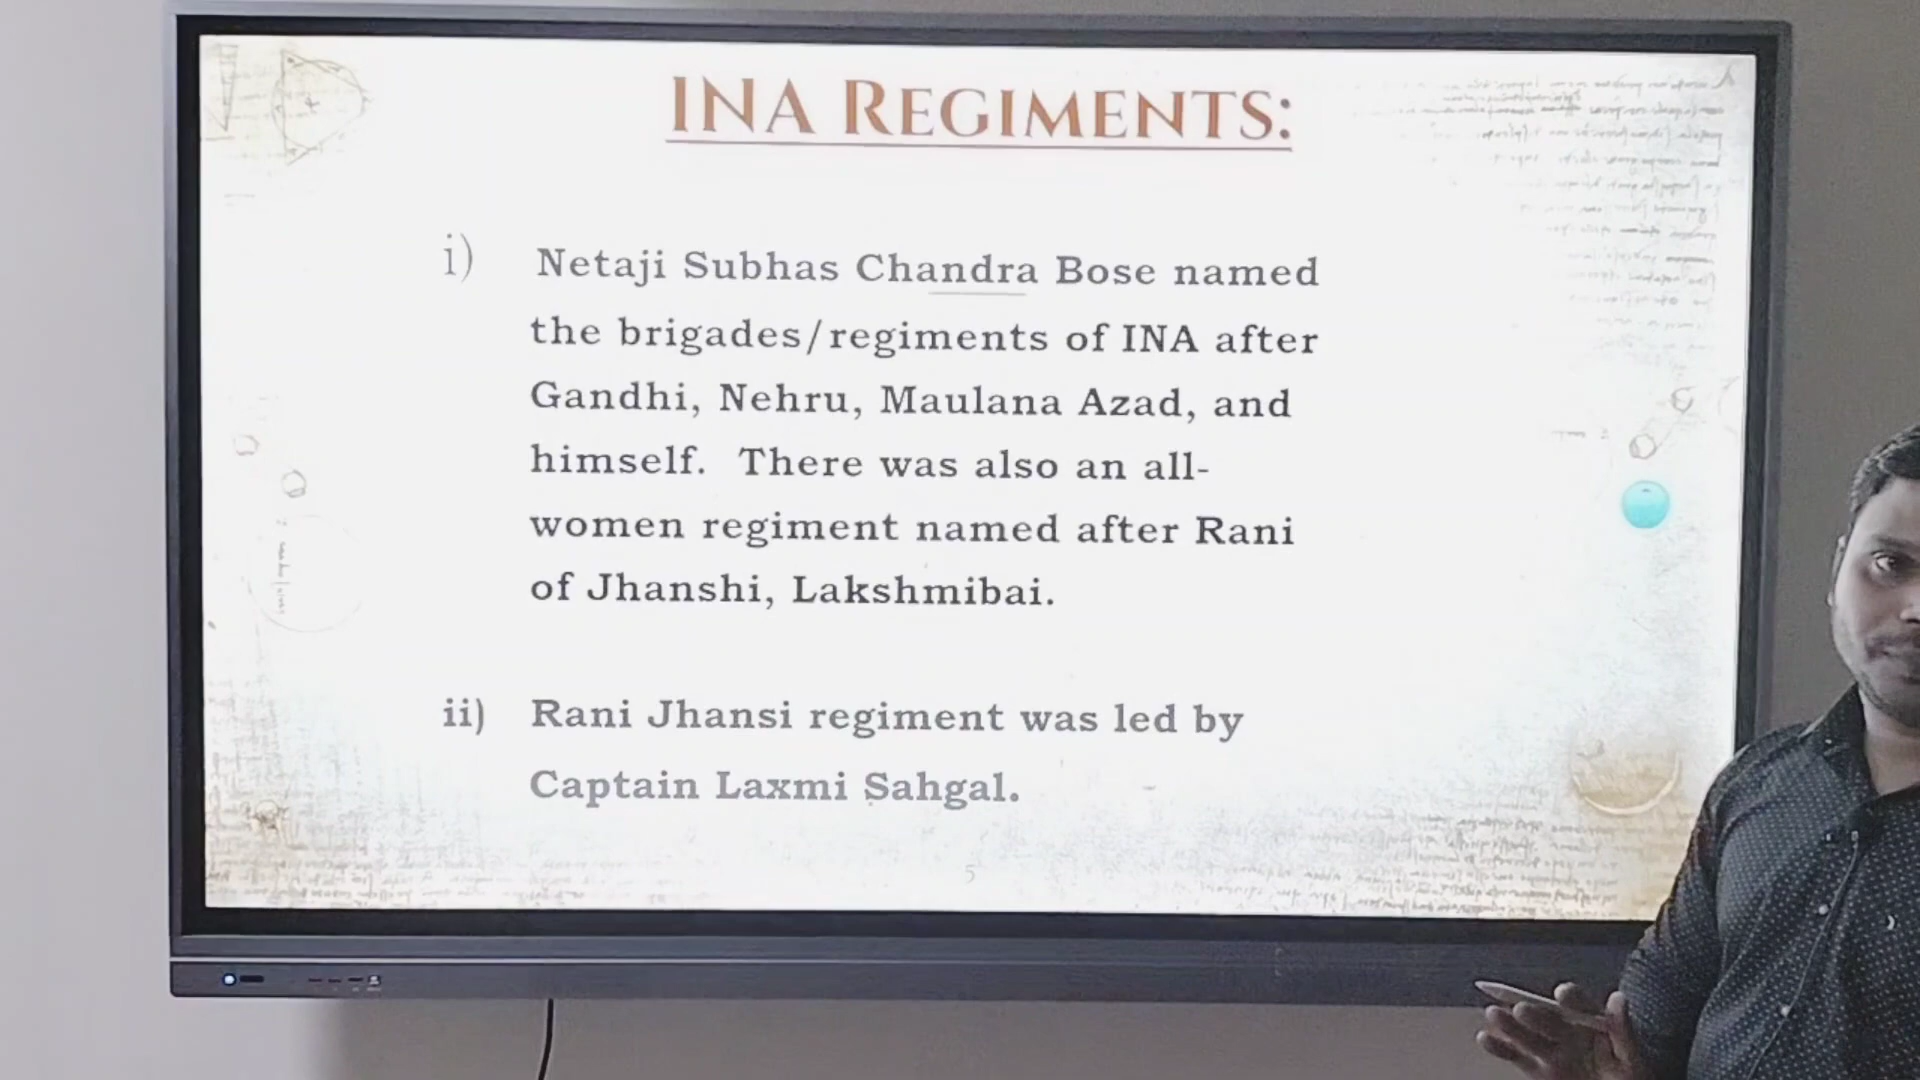 INA REGIMENTS:
i) Netaji Subhas Chandra Bose named
the brigades/regiments of INA after
Gandhi, Nehru, Maulana Azad, and
himself. There was also an all-
women regiment named after Rani
of Jhanshi, Lakshmibai.
ii) Rani Jhansi regiment was led by
Captain Laxmi Sahgal.
5